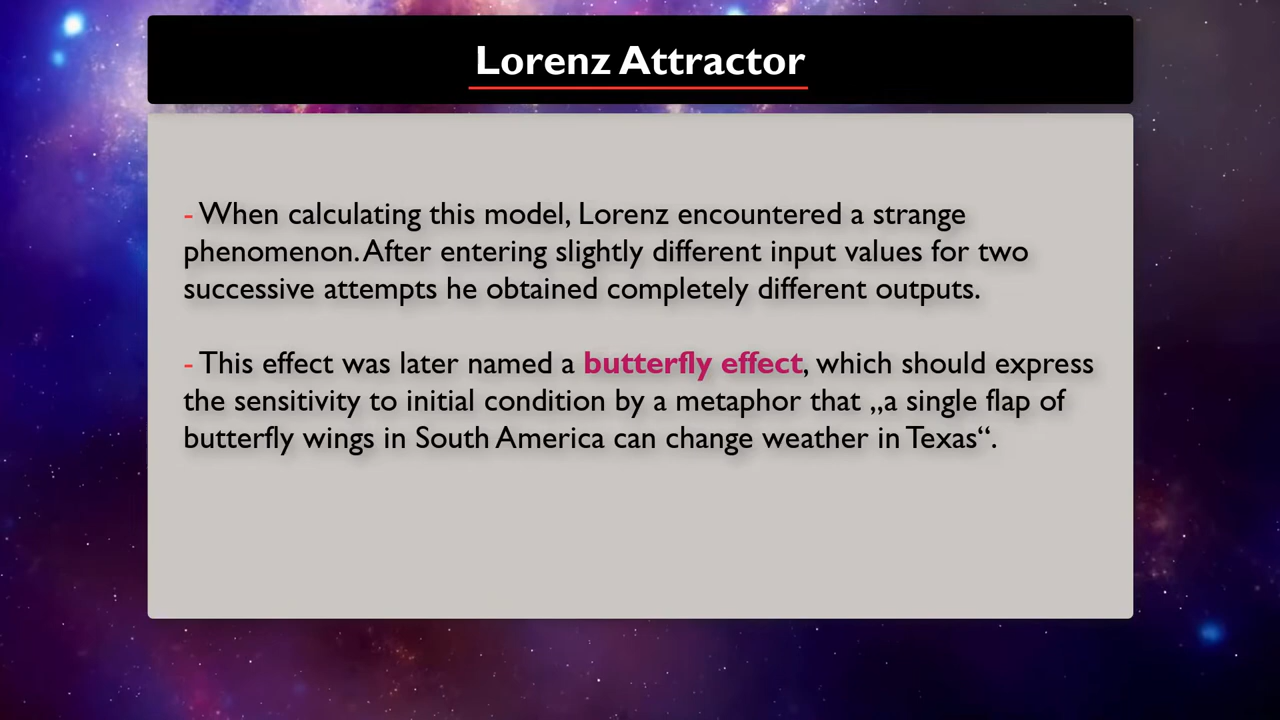 Lorenz Attractor
- When calculating this model, Lorenz encountered a strange
phenomenon. After entering slightly different input values for two
successive attempts he obtained completely different outputs.
- This effect was later named a butterfly effect, which should express
the sensitivity to initial condition by a metaphor that „a single flap of
butterfly wings in South America can change weather in Texas“.